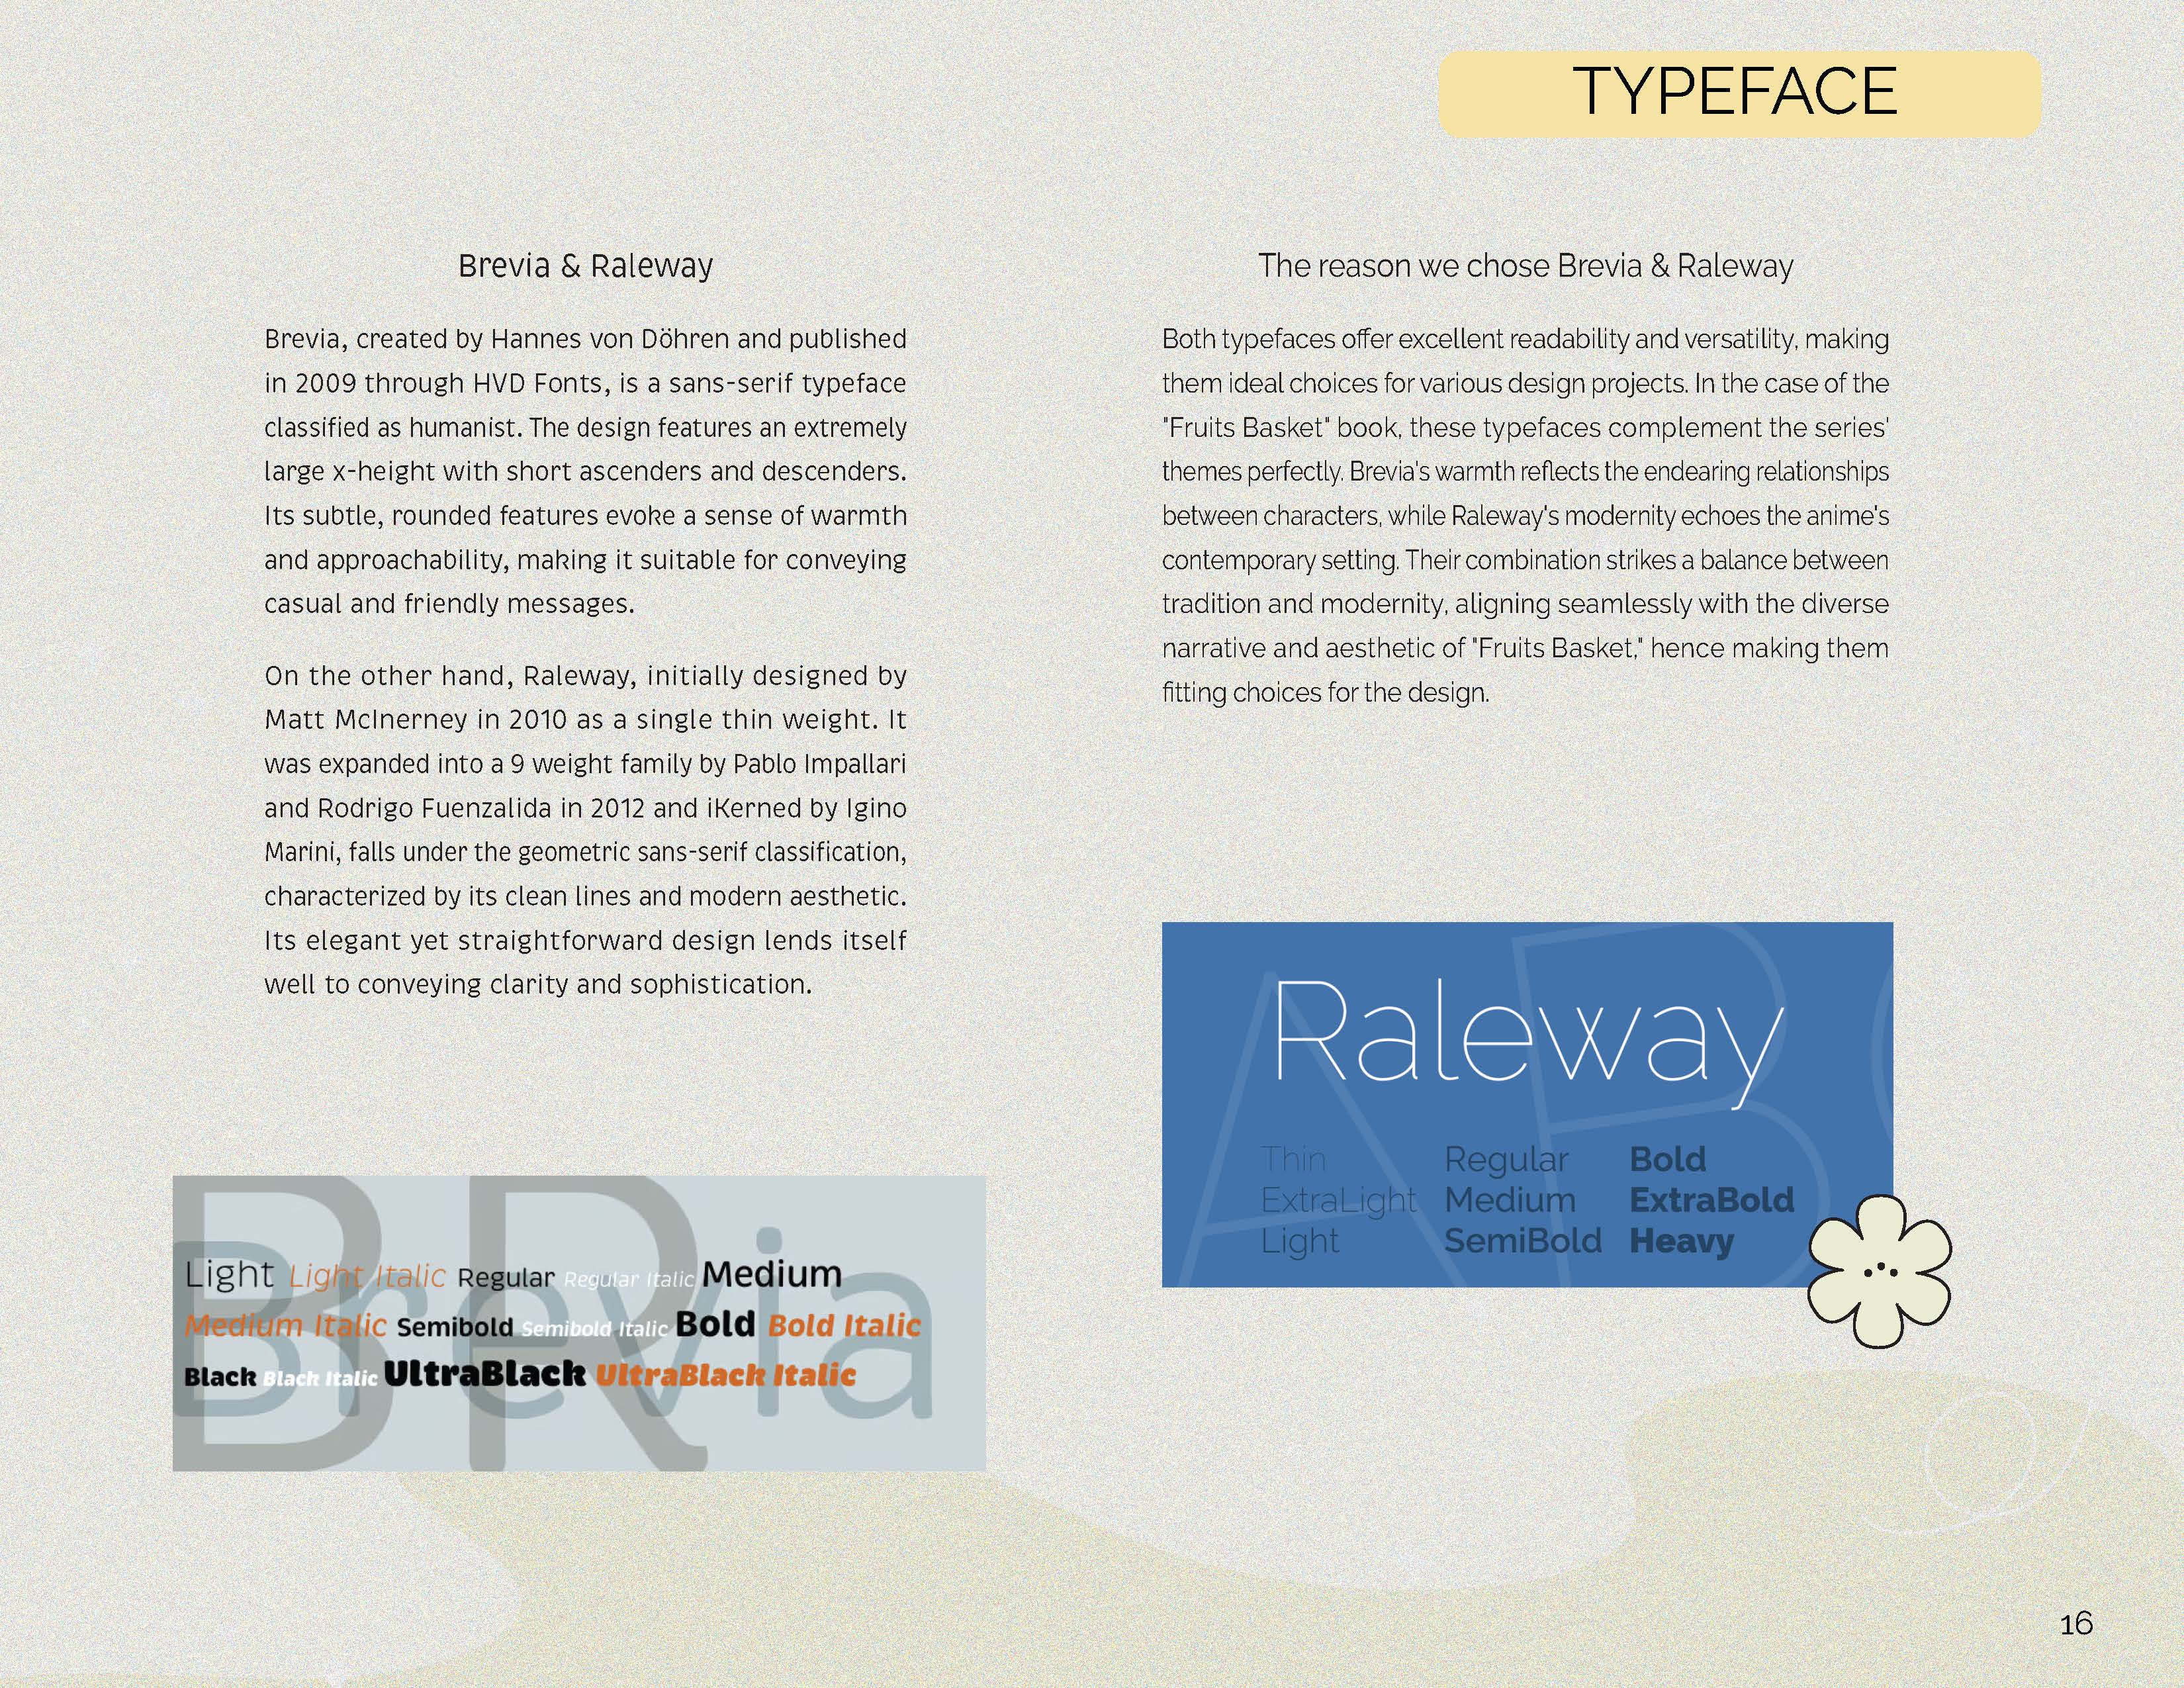 TYPEFACE
Brevia & Raleway
Brevia, created by Hannes von Döhren and published
in 2009 through HVD Fonts, is a sans-serif typeface
classified as humanist. The design features an extremely
large x-height with short ascenders and descenders.
Its subtle, rounded features evoke a sense of warmth
and approachability, making it suitable for conveying
casual and friendly messages.
On the other hand, Raleway, initially designed by
Matt McInerney in 2010 as a single thin weight. It
was expanded into a 9 weight family by Pablo Impallari
and Rodrigo Fuenzalida in 2012 and iKerned by Igino
Marini, falls under the geometric sans-serif classification,
characterized by its clean lines and modern aesthetic.
Its elegant yet straightforward design lends itself
well to conveying clarity and sophistication.
BR
Brevia
Light Light Italic Regular Regular Italic Medium
Medium Italic Semibold Semibold Italic Bold Bold Italic
Black Black Italic UltraBlack UltraBlack Italic
The reason we chose Brevia & Raleway
Both typefaces offer excellent readability and versatility, making
them ideal choices for various design projects. In the case of the
"Fruits Basket" book, these typefaces complement the series'
themes perfectly. Brevia's warmth reflects the endearing relationships
between characters, while Raleway's modernity echoes the anime's
contemporary setting. Their combination strikes a balance between
tradition and modernity, aligning seamlessly with the diverse
narrative and aesthetic of "Fruits Basket," hence making them
fitting choices for the design.
AB
Raleway
Thin Regular Bold
ExtraLight Medium ExtraBold
Light SemiBold Heavy
16